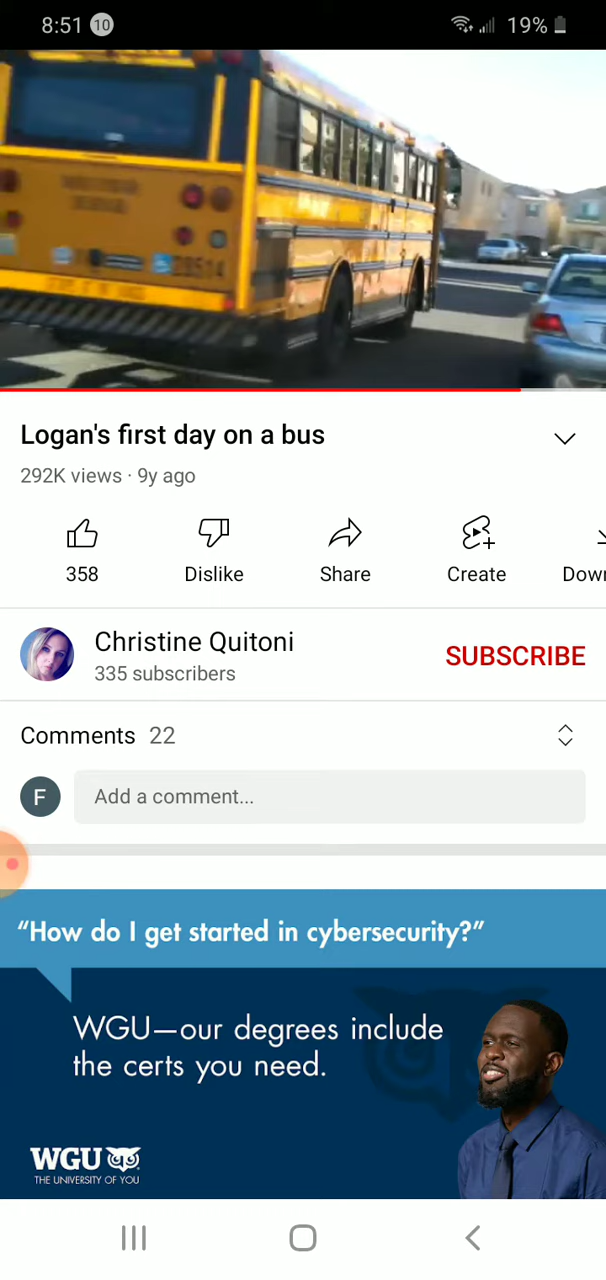 8:51 10 19%
Logan's first day on a bus
292K views · 9y ago
358 Dislike Share Create Down
Christine Quitoni
335 subscribers
SUBSCRIBE
Comments 22
F
Add a comment...
“How do I get started in cybersecurity?”
WGU—our degrees include
the certs you need.
WGU
THE UNIVERSITY OF YOU